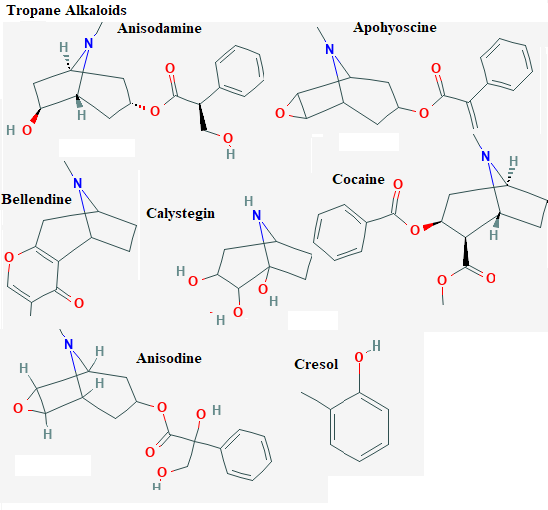 Tropane Alkaloids
Anisodamine
Apohyoscine
N
H
O
H
O
H
O
O
H
N
O
O
O
Bellendine
N
O
O
Calystegin
H
N
H
O
O
H
O
H
Cocaine
N
H
O
O
H
O
O
Anisodine
N
H
H
H
O
H
O
O
O
H
O
H
Cresol
O
H